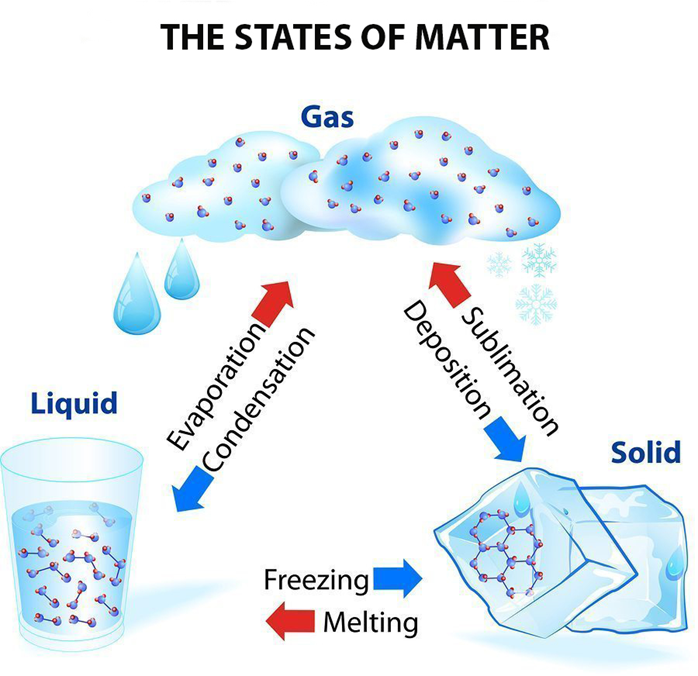 THE STATES OF MATTER
Gas
Evaporation
Condensation
Sublimation
Deposition
Liquid
Solid
Freezing
Melting